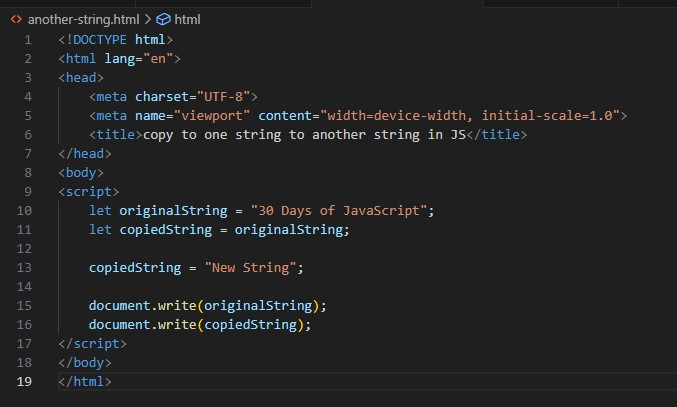 another-string.html > html
1 <!DOCTYPE html>
2 <html lang="en">
3 <head>
4     <meta charset="UTF-8">
5     <meta name="viewport" content="width=device-width, initial-scale=1.0">
6     <title>copy to one string to another string in JS</title>
7 </head>
8 <body>
9 <script>
10     let originalString = "30 Days of JavaScript";
11     let copiedString = originalString;
12
13     copiedString = "New String";
14
15     document.write(originalString);
16     document.write(copiedString);
17 </script>
18 </body>
19 </html>